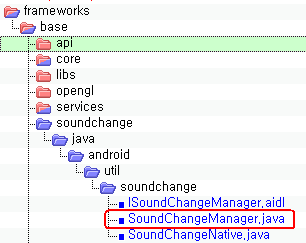 frameworks
base
api
core
libs
opengl
services
soundchange
java
android
util
soundchange
ISoundChangeManager,aidl
SoundChangeManager,java
SoundChangeNative,java